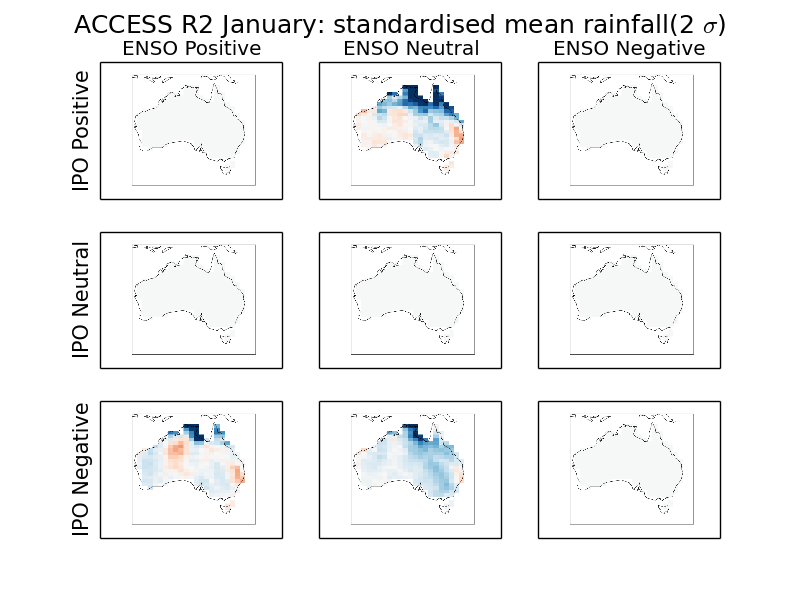 ACCESS R2 January: standardised mean rainfall(2 σ)
ENSO Positive
ENSO Neutral
ENSO Negative
IPO Positive
IPO Neutral
IPO Negative